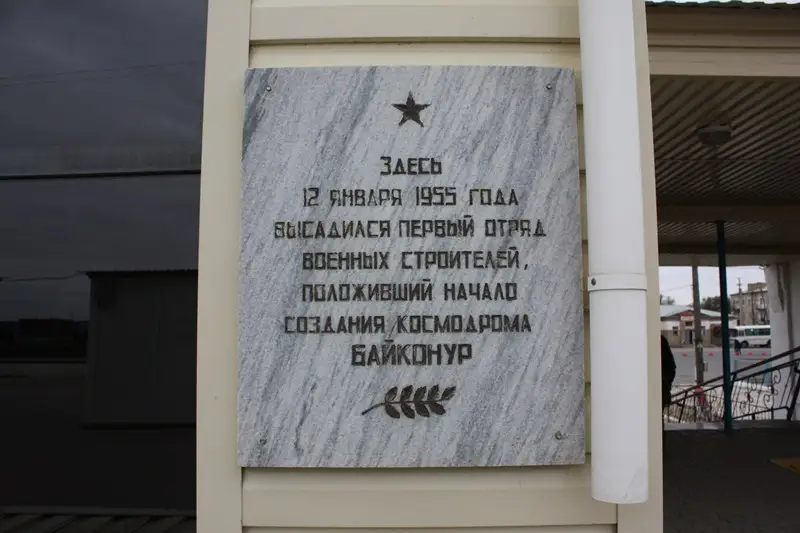 ЗДЕСЬ
12 ЯНВАРЯ 1955 ГОДА
ВЫСАДИЛСЯ ПЕРВЫЙ ОТРЯД
ВОЕННЫХ СТРОИТЕЛЕЙ,
ПОЛОЖИВШИЙ НАЧАЛО
СОЗДАНИЯ КОСМОДРОМА
БАЙКОНУР